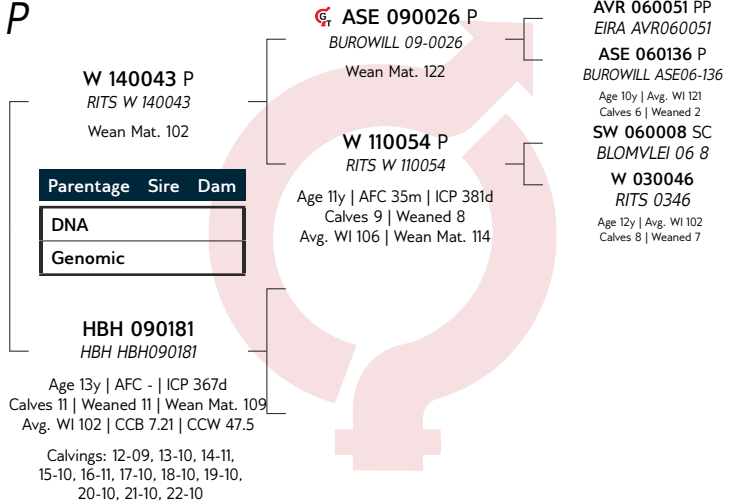 P
W 140043 P
RITS W 140043
Wean Mat. 102
GT ASE 090026 P
BUROWILL 09-0026
Wean Mat. 122
AVR 060051 PP
EIRA AVR060051
ASE 060136 P
BUROWILL ASE06-136
Age 10y | Avg. WI 121
Calves 6 | Weaned 2
W 110054 P
RITS W 110054
Age 11y | AFC 35m | ICP 381d
Calves 9 | Weaned 8
Avg. WI 106 | Wean Mat. 114
SW 060008 SC
BLOMVLEI 06 8
W 030046
RITS 0346
Age 12y | Avg. WI 102
Calves 8 | Weaned 7
Parentage Sire Dam
DNA
Genomic
HBH 090181
HBH HBH090181
Age 13y | AFC - | ICP 367d
Calves 11 | Weaned 11 | Wean Mat. 109
Avg. WI 102 | CCB 7.21 | CCW 47.5
Calvings: 12-09, 13-10, 14-11,
15-10, 16-11, 17-10, 18-10, 19-10,
20-10, 21-10, 22-10